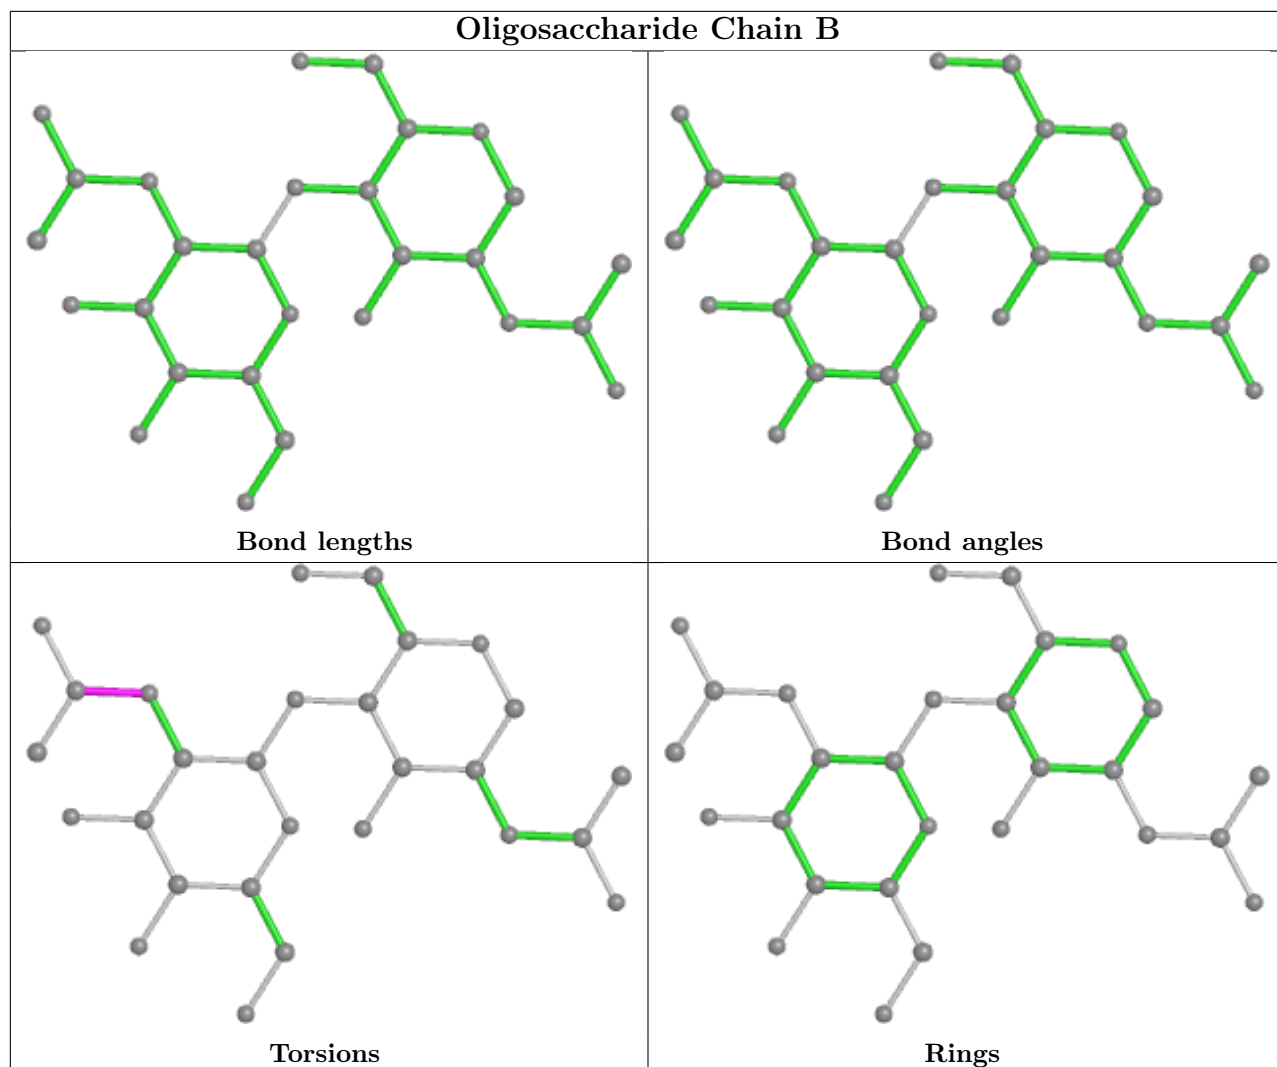 Oligosaccharide Chain B
Bond lengths
Bond angles
Torsions
Rings